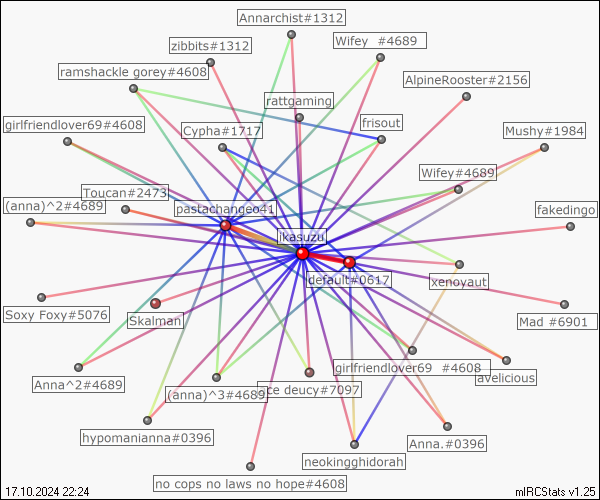 Annarchist#1312
Wifey  #4689
zibbits#1312
ramshackle gorey#4608
AlpineRooster#2156
rattgaming
girlfriendlover69#4608
Cypha#1717
frisout
Mushy#1984
Wifey#4689
Toucan#2473
(anna)^2#4689
pastachangeo41
fakedingo
ikasuzu
default#0617
xenoyaut
Soxy Foxy#5076
Skalman
Mad #6901
girlfriendlover69  #4608
avelicious
Anna^2#4689
(anna)^3#4689
ce deucy#7097
hypomanianna#0396
Anna.#0396
neokingghidorah
no cops no laws no hope#4608
17.10.2024 22:24
mIRCStats v1.25